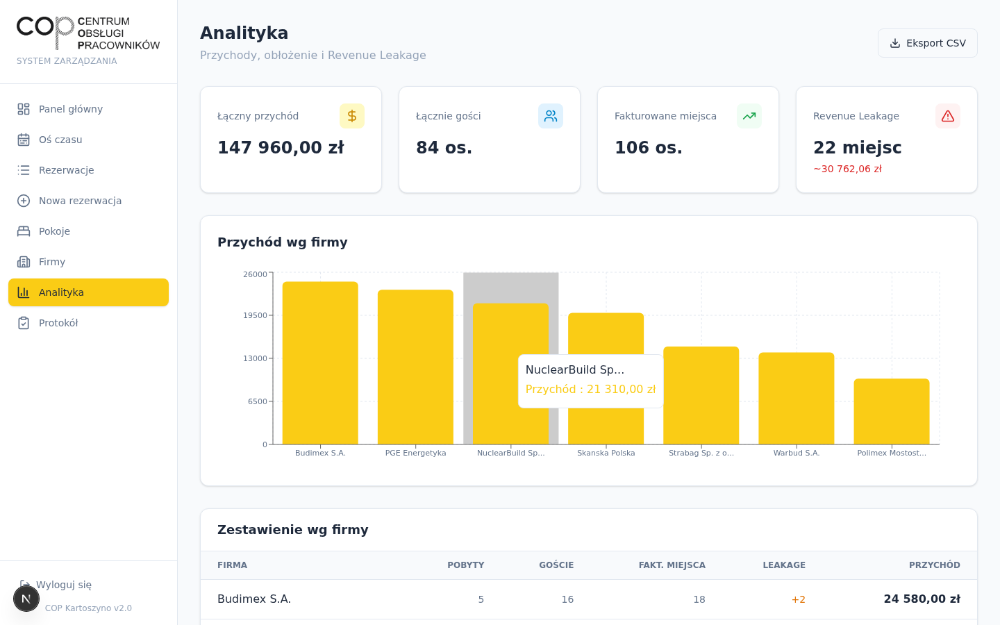 COP CENTRUM
OBSŁUGI
PRACOWNIKÓW
SYSTEM ZARZĄDZANIA
Panel główny
Oś czasu
Rezerwacje
Nowa rezerwacja
Pokoje
Firmy
Analityka
Protokół
Wyloguj się
N
COP Kartoszyno v2.0
Analityka
Przychody, obłożenie i Revenue Leakage
Eksport CSV
Łączny przychód
147 960,00 zł
Łącznie gości
84 os.
Fakturowane miejsca
106 os.
Revenue Leakage
22 miejsc
~30 762,06 zł
Przychód wg firmy
26000
19500
13000
6500
0
NuclearBuild Sp...
Przychód : 21 310,00 zł
Budimex S.A. PGE Energetyka NuclearBuild Sp... Skanska Polska Strabag Sp. z o... Warbud S.A. Polimex Mostost...
Zestawienie wg firmy
FIRMA POBYTY GOŚCIE FAKT. MIEJSCA LEAKAGE PRZYCHÓD
Budimex S.A. 5 16 18 +2 24 580,00 zł